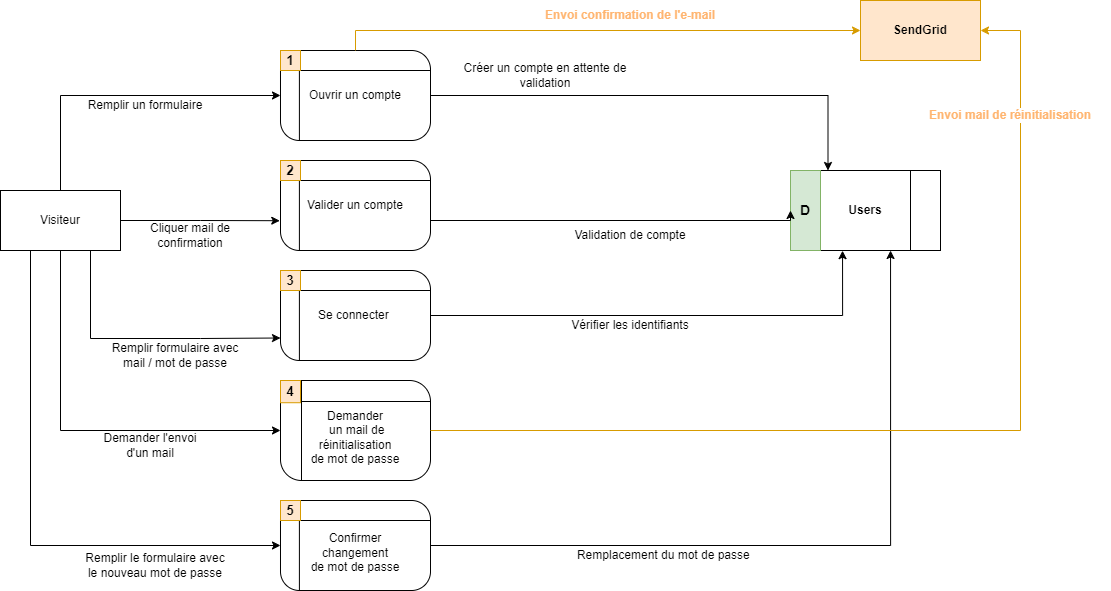 Envoi confirmation de l'e-mail
SendGrid
1
Ouvrir un compte
Remplir un formulaire
Créer un compte en attente de
validation
Envoi mail de réinitialisation
2
Valider un compte
Visiteur
Cliquer mail de
confirmation
Validation de compte
D
Users
3
Se connecter
Remplir formulaire avec
mail / mot de passe
Vérifier les identifiants
4
Demander
un mail de
réinitialisation
de mot de passe
Demander l'envoi
d'un mail
5
Confirmer
changement
de mot de passe
Remplir le formulaire avec
le nouveau mot de passe
Remplacement du mot de passe